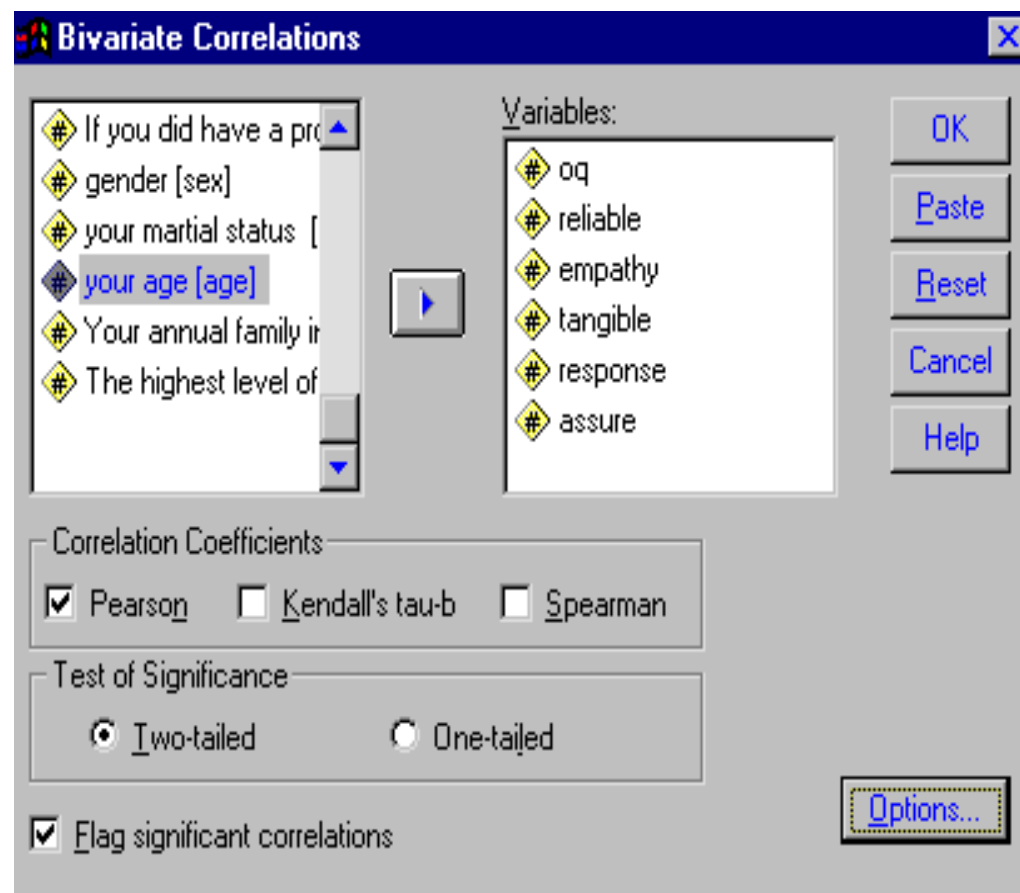 Bivariate Correlations
If you did have a pro
gender [sex]
your martial status [
your age [age]
Your annual family in
The highest level of
Variables:
oq
reliable
empathy
tangible
response
assure
OK
Paste
Reset
Cancel
Help
Correlation Coefficients
Pearson Kendall's tau-b Spearman
Test of Significance
Two-tailed One-tailed
Flag significant correlations
Options...